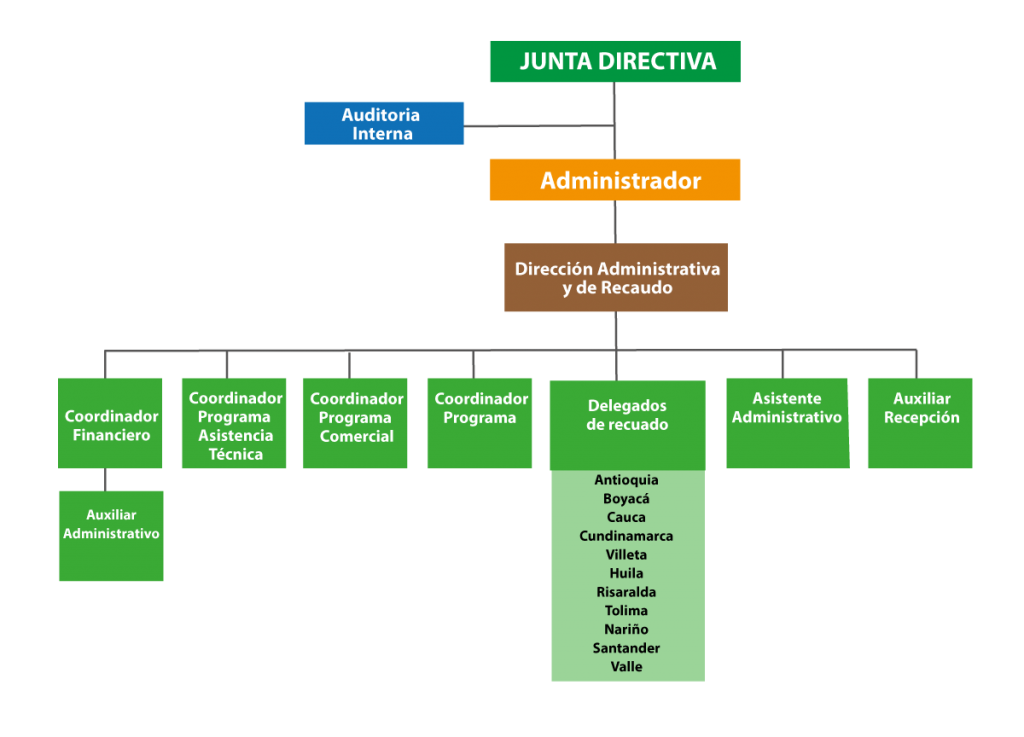 JUNTA DIRECTIVA
Auditoria
Interna
Administrador
Dirección Administrativa
y de Recaudo
Coordinador
Financiero
Coordinador
Programa
Asistencia
Técnica
Coordinador
Programa
Comercial
Coordinador
Programa
Delegados
de recuado
Asistente
Administrativo
Auxiliar
Recepción
Auxiliar
Administrativo
Antioquia
Boyacá
Cauca
Cundinamarca
Villeta
Huila
Risaralda
Tolima
Nariño
Santander
Valle